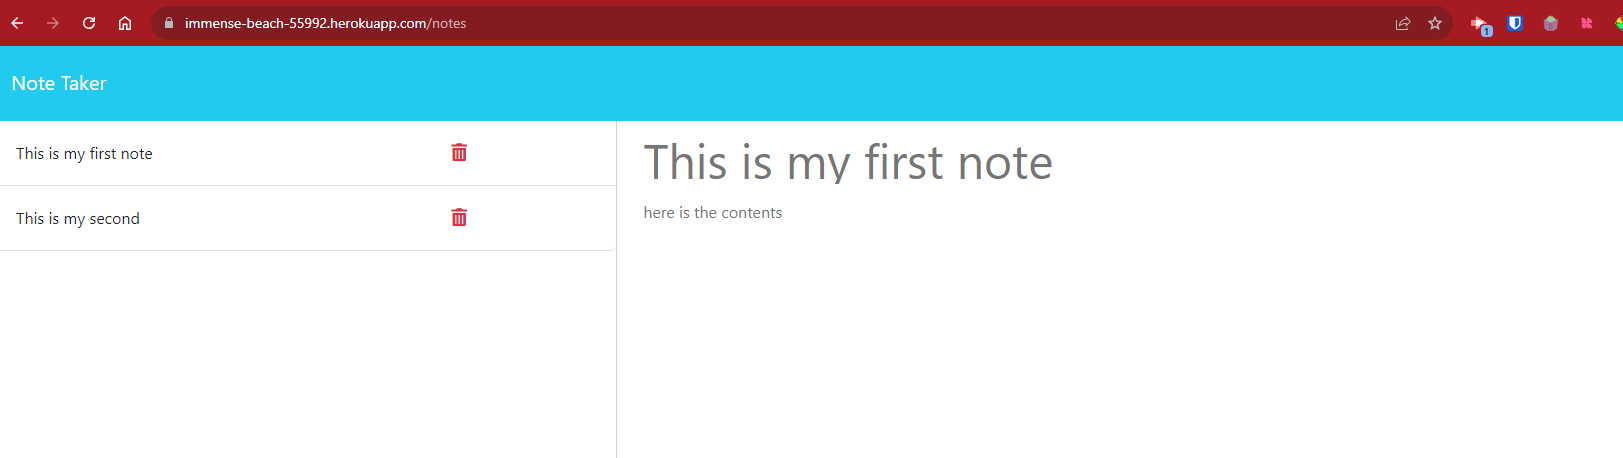 immense-beach-55992.herokuapp.com/notes
1
Note Taker
This is my first note
This is my second
This is my first note
here is the contents